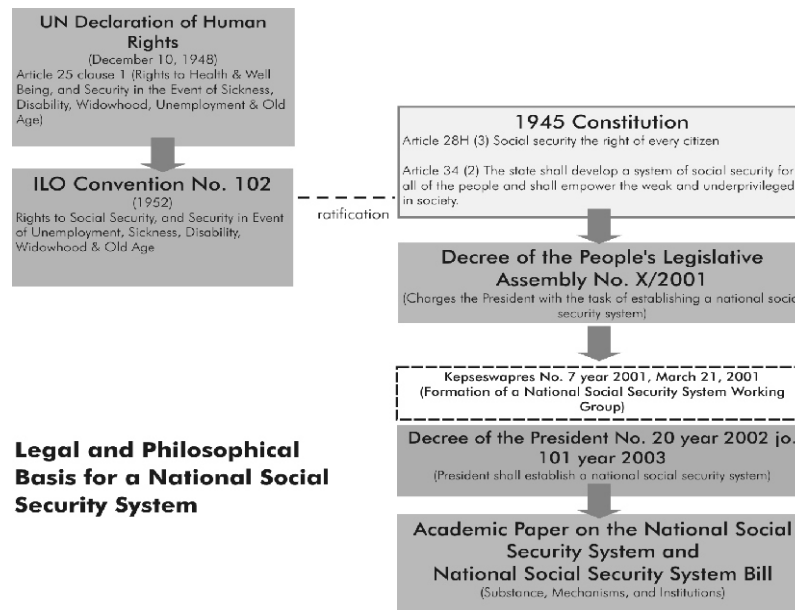 UN Declaration of Human
Rights
(December 10, 1948)
Article 25 clause 1 (Rights to Health & Well
Being, and Security in the Event of Sickness,
Disability, Widowhood, Unemployment & Old
Age)
ILO Convention No. 102
(1952)
Rights to Social Security, and Security in Event
of Unemployment, Sickness, Disability,
Widowhood & Old Age
ratification
1945 Constitution
Article 28H (3) Social security the right of every citizen
Article 34 (2) The state shall develop a system of social security for
all of the people and shall empower the weak and underprivileged
in society.
Decree of the People's Legislative
Assembly No. X/2001
(Charges the President with the task of establishing a national socia
security system)
Kepseswapres No. 7 year 2001, March 21, 2001
(Formation of a National Social Security System Working
Group)
Decree of the President No. 20 year 2002 jo.
101 year 2003
(President shall establish a national social security system)
Academic Paper on the National Social
Security System and
National Social Security System Bill
(Substance, Mechanisms, and Institutions)
Legal and Philosophical
Basis for a National Social
Security System